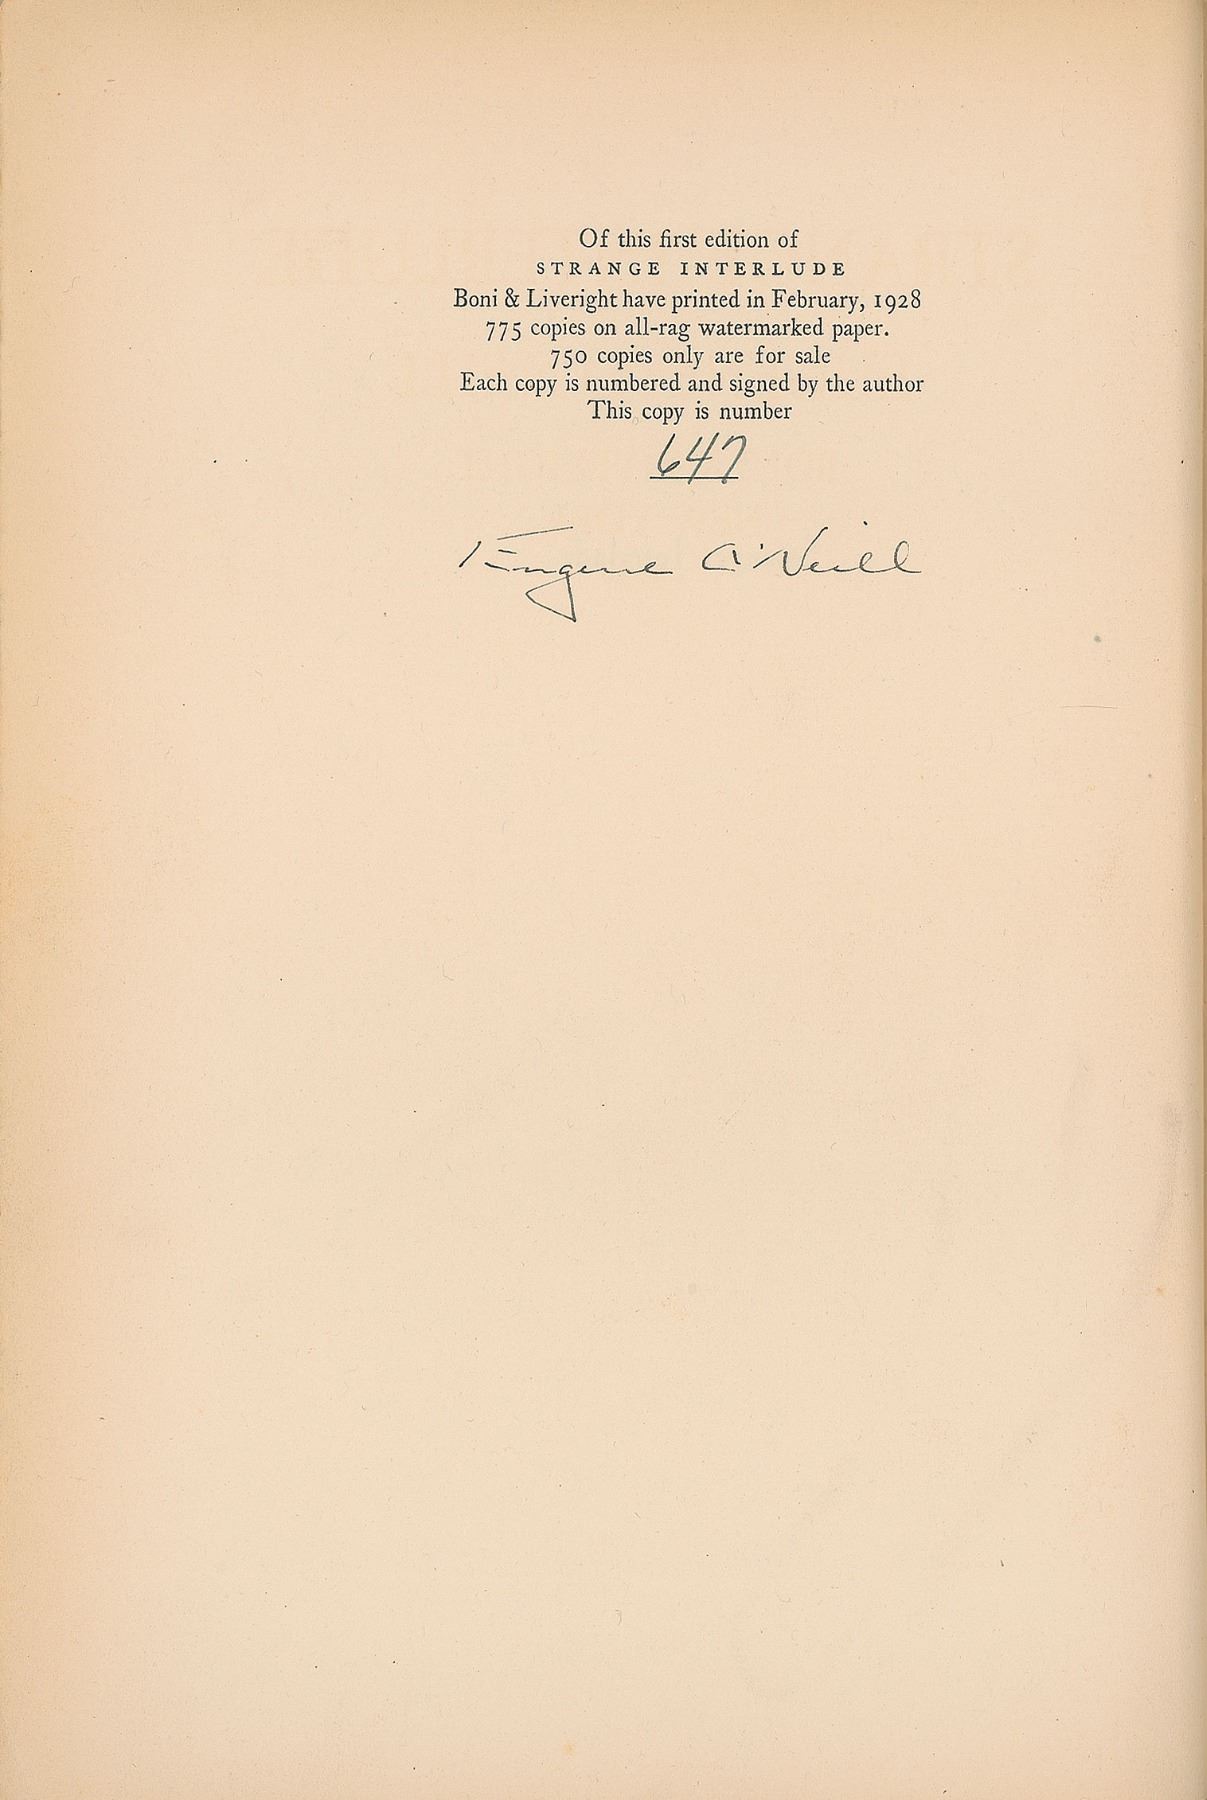 Of this first edition of
STRANGE INTERLUDE
Boni & Liveright have printed in February, 1928
775 copies on all-rag watermarked paper.
750 copies only are for sale
Each copy is numbered and signed by the author
This copy is number
647
Eugene O'Neill